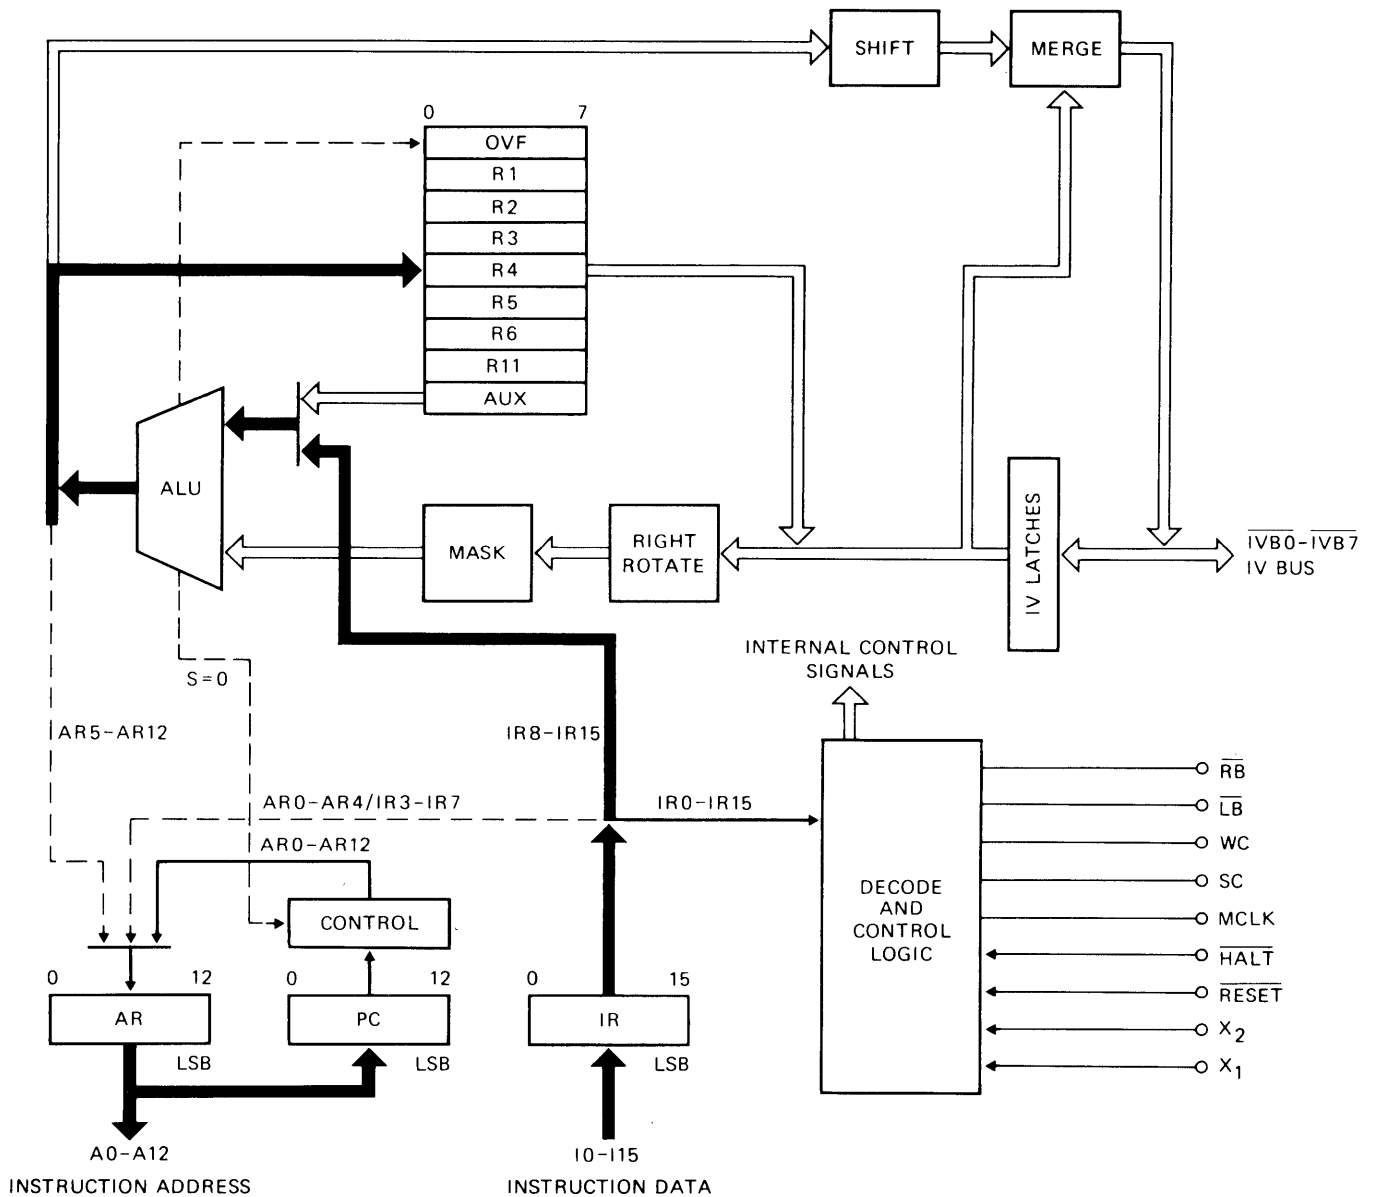 SHIFT
MERGE
0 7
OVF
R1
R2
R3
R4
R5
R6
R11
AUX
ALU
MASK
RIGHT
ROTATE
IV LATCHES
IVB0-IVB7
IV BUS
INTERNAL CONTROL
SIGNALS
S=0
AR5-AR12
IR8-IR15
AR0-AR4/IR3-IR7
IR0-IR15
AR0-AR12
DECODE
AND
CONTROL
LOGIC
RB
LB
WC
SC
MCLK
HALT
RESET
X2
X1
CONTROL
0 12
AR
LSB
0 12
PC
LSB
0 15
IR
LSB
A0-A12
INSTRUCTION ADDRESS
I0-I15
INSTRUCTION DATA